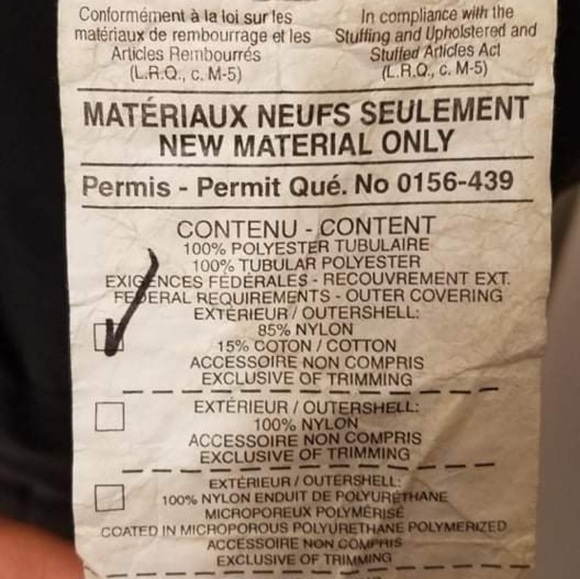 Conformément à la loi sur les
matériaux de rembourrage et les
Articles Rembourrés
(L.R.Q., c. M-5)
In compliance with the
Stuffing and Upholstered and
Stuffed Articles Act
(L.R.Q., c. M-5)
MATÉRIAUX NEUFS SEULEMENT
NEW MATERIAL ONLY
Permis - Permit Qué. No 0156-439
CONTENU - CONTENT
100% POLYESTER TUBULAIRE
100% TUBULAR POLYESTER
EXIGENCES FÉDÉRALES - RECOUVREMENT EXT.
FEDERAL REQUIREMENTS - OUTER COVERING
EXTÉRIEUR / OUTERSHELL:
85% NYLON
15% COTON / COTTON
ACCESSOIRE NON COMPRIS
EXCLUSIVE OF TRIMMING
EXTÉRIEUR / OUTERSHELL:
100% NYLON
ACCESSOIRE NON COMPRIS
EXCLUSIVE OF TRIMMING
EXTÉRIEUR / OUTERSHELL:
100% NYLON ENDUIT DE POLYURÉTHANE
MICROPOREUX POLYMÉRISÉ
COATED IN MICROPOROUS POLYURETHANE POLYMERIZED
ACCESSOIRE NON COMPRIS
EXCLUSIVE OF TRIMMING